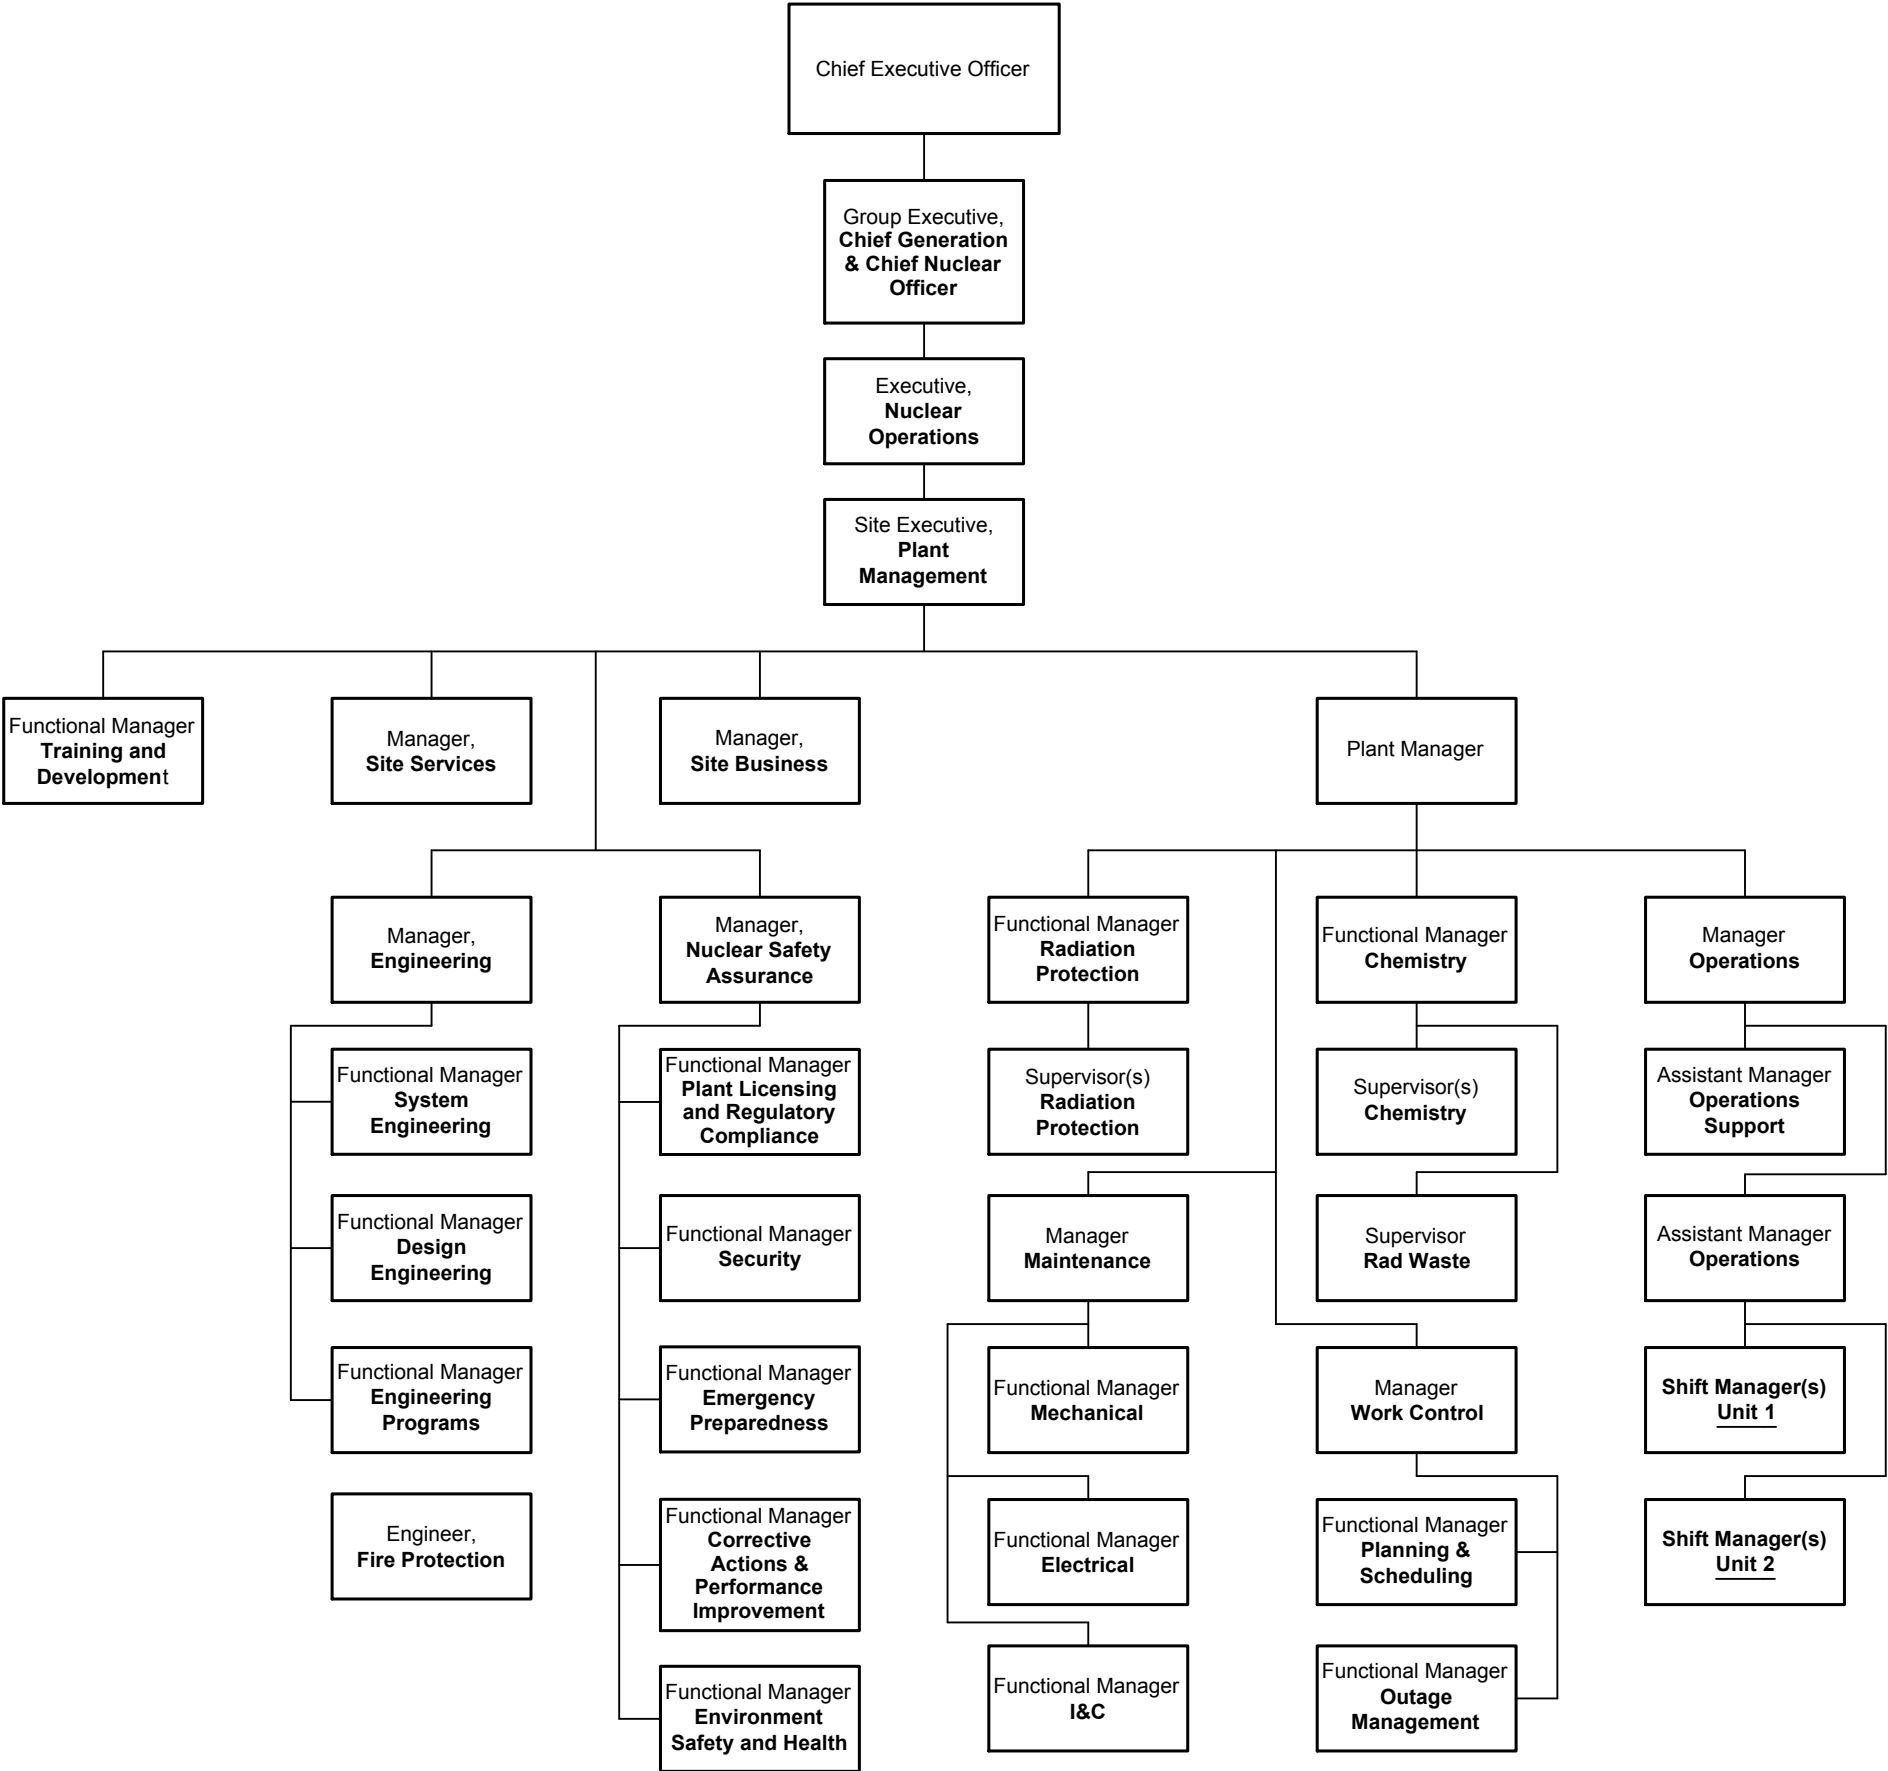 Chief Executive Officer
Group Executive,
Chief Generation
& Chief Nuclear
Officer
Executive,
Nuclear
Operations
Site Executive,
Plant
Management
Functional Manager
Training and
Development
Manager,
Site Services
Manager,
Site Business
Plant Manager
Manager,
Engineering
Manager,
Nuclear Safety
Assurance
Functional Manager
Radiation
Protection
Functional Manager
Chemistry
Manager
Operations
Functional Manager
System
Engineering
Functional Manager
Plant Licensing
and Regulatory
Compliance
Supervisor(s)
Radiation
Protection
Supervisor(s)
Chemistry
Assistant Manager
Operations
Support
Functional Manager
Design
Engineering
Functional Manager
Security
Manager
Maintenance
Supervisor
Rad Waste
Assistant Manager
Operations
Functional Manager
Engineering
Programs
Functional Manager
Emergency
Preparedness
Functional Manager
Mechanical
Manager
Work Control
Shift Manager(s)
Unit 1
Engineer,
Fire Protection
Functional Manager
Corrective
Actions &
Performance
Improvement
Functional Manager
Electrical
Functional Manager
Planning &
Scheduling
Shift Manager(s)
Unit 2
Functional Manager
Environment
Safety and Health
Functional Manager
I&C
Functional Manager
Outage
Management